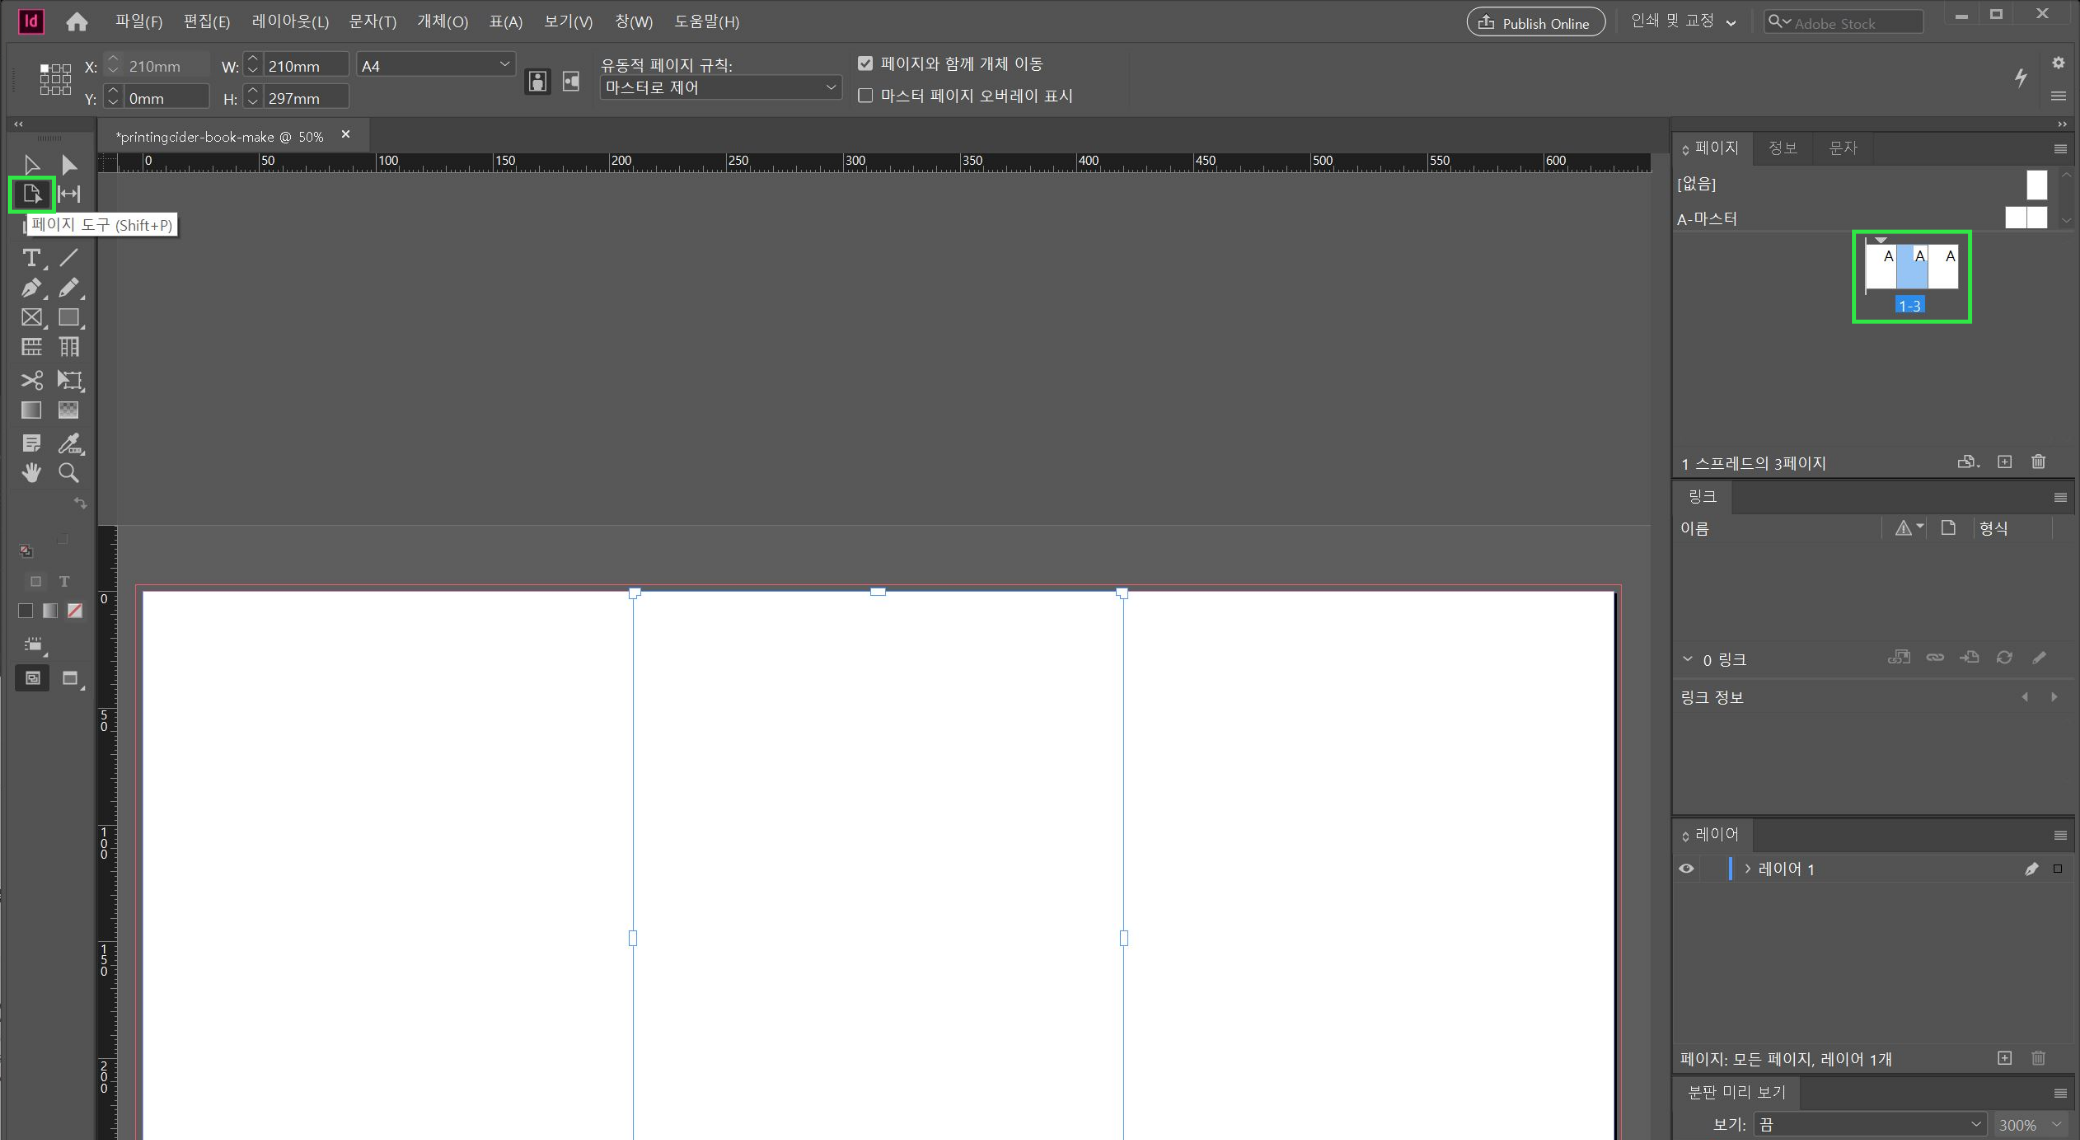 Id 파일(F) 편집(E) 레이아웃(L) 문자(T) 개체(O) 표(A) 보기(V) 창(W) 도움말(H) Publish Online 인쇄 및 교정 Adobe Stock
X: 210mm W: 210mm A4 유동적 페이지 규칙: 페이지와 함께 개체 이동
Y: 0mm H: 297mm 마스터로 제어 마스터 페이지 오버레이 표시
*printingcider-book-make @ 50%
0 50 100 150 200 250 300 350 400 450 500 550 600
페이지 도구 (Shift+P)
T
T
0
50
100
150
200
페이지 정보 문자
[없음]
A-마스터
A A A
1-3
1 스프레드의 3페이지
링크
이름 형식
0 링크
링크 정보
레이어
레이어 1
페이지: 모든 페이지, 레이어 1개
분판 미리 보기
보기: 끔 300%